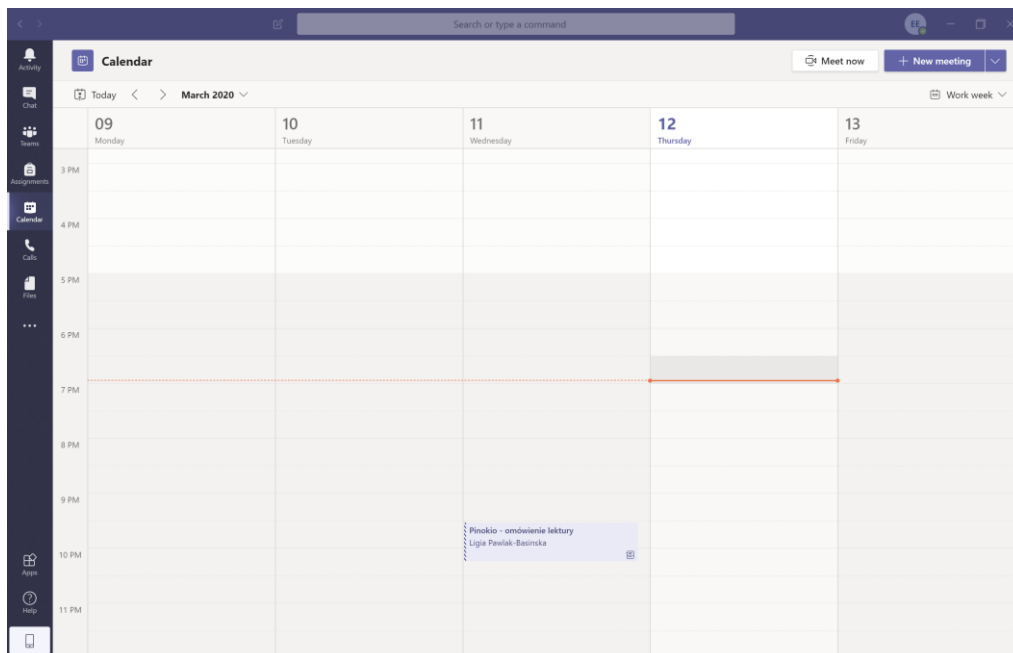 Search or type a command
EE
Activity
Chat
Teams
Assignments
Calendar
Calls
Files
Apps
Help
Calendar
Meet now
+ New meeting
Today
March 2020
Work week
09
Monday
10
Tuesday
11
Wednesday
12
Thursday
13
Friday
3 PM
4 PM
5 PM
6 PM
7 PM
8 PM
9 PM
10 PM
11 PM
Pinokio - omówienie lektury
Ligia Pawlak-Basinska